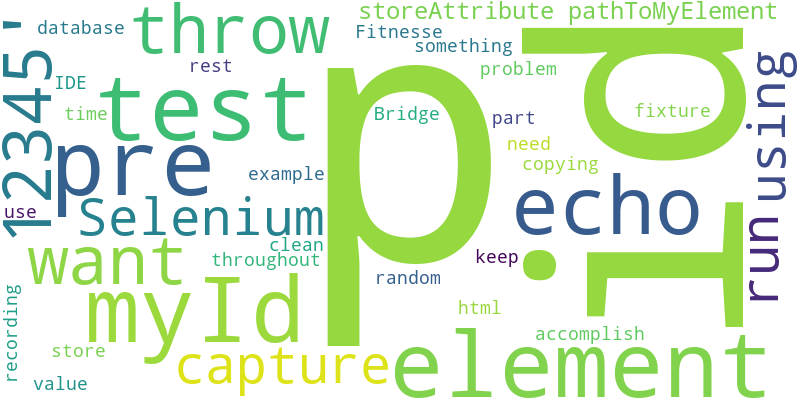 storeAttribute pathToMyElement
database
throw
Fitnesse
something
12345'
rest
IDE
problem
test
time
Bridge
part
fixture
using
p
id
need
pre
copying
example
use
Selenium
echo
clean
throughout
keep
want
random
run
recording
myId
html
accomplish
store
capture
element
value